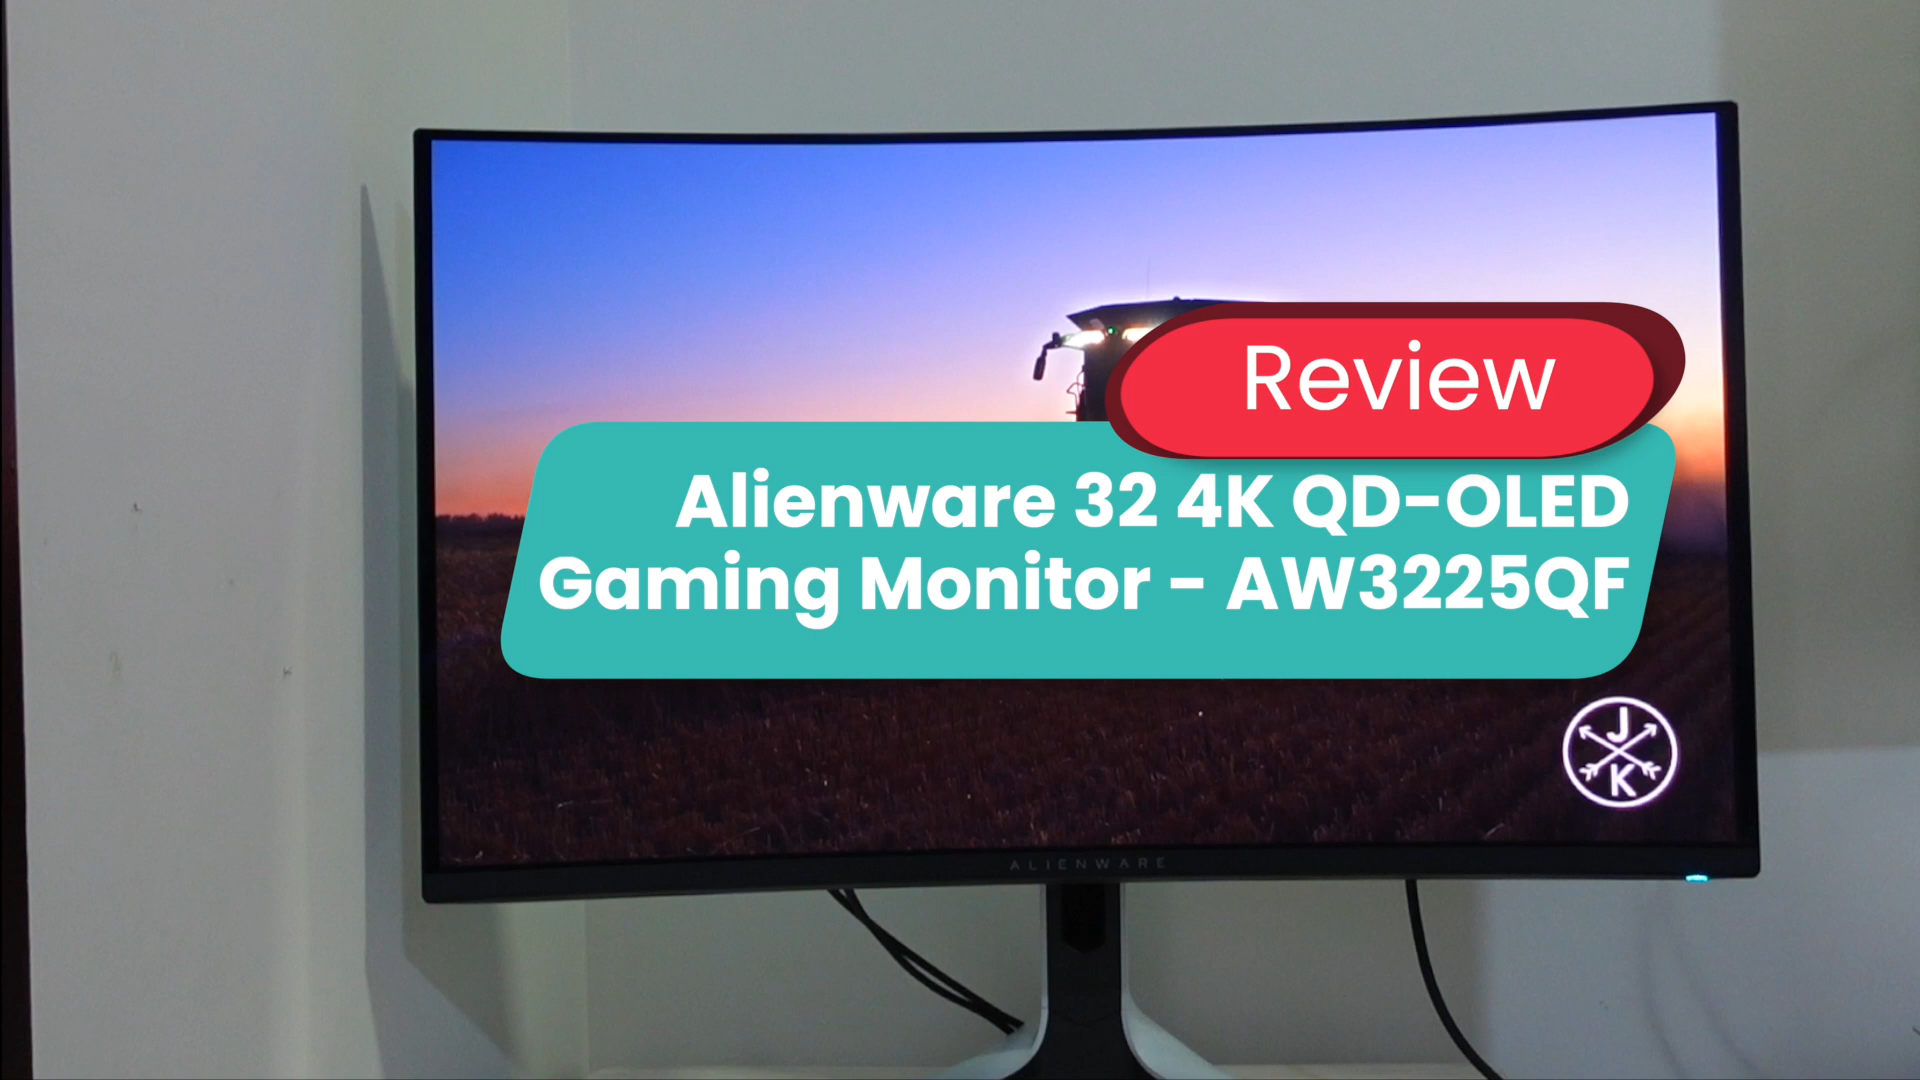 Review
Alienware 32 4K QD-OLED
Gaming Monitor - AW3225QF
J
K
ALIENWARE